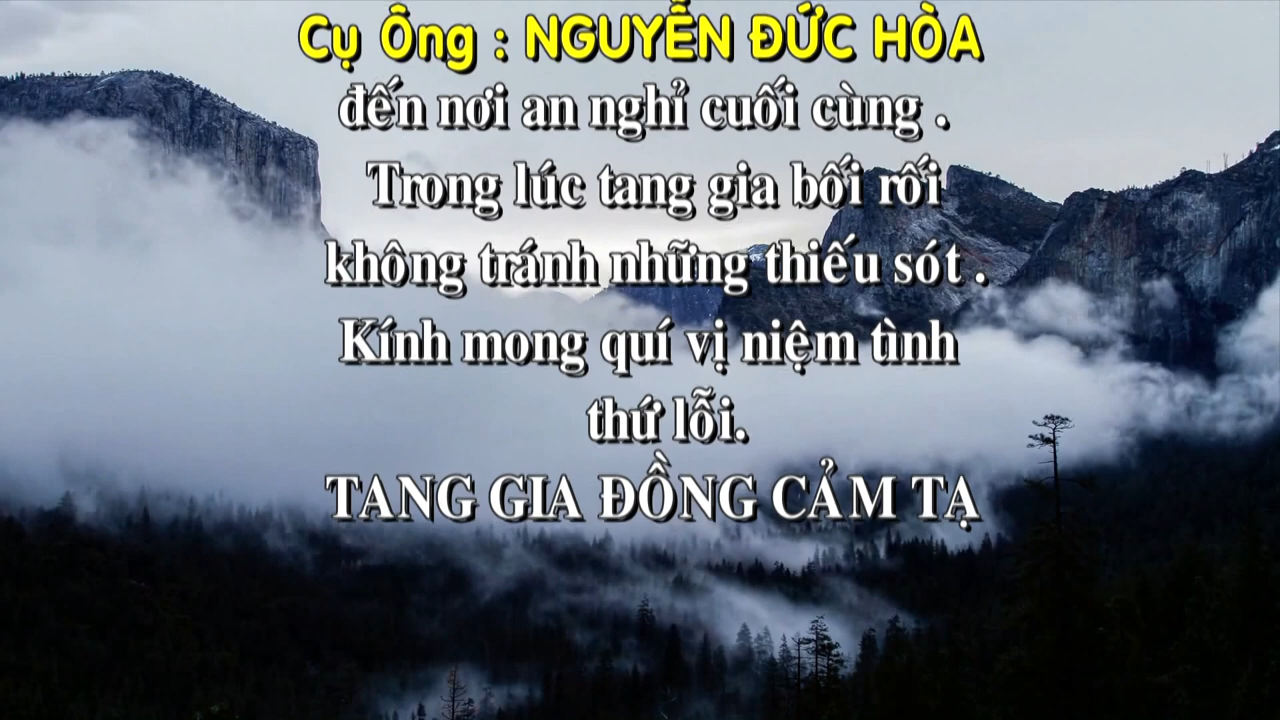 Cụ Ông : NGUYỄN ĐỨC HÒA
đến nơi an nghỉ cuối cùng .
Trong lúc tang gia bối rối
không tránh những thiếu sót .
Kính mong quí vị niệm tình
thứ lỗi.
TANG GIA ĐỒNG CẢM TẠ